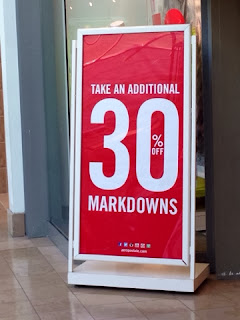 TAKE AN ADDITIONAL
30% OFF
MARKDOWNS